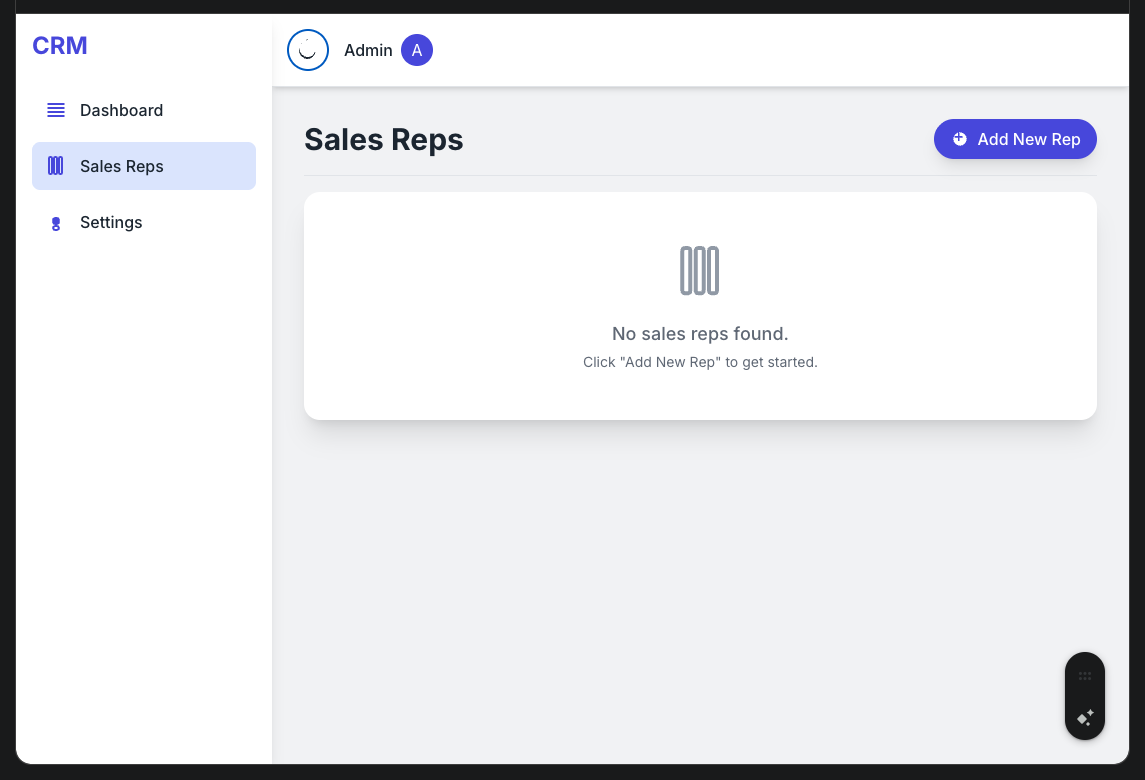 CRM
Dashboard
Sales Reps
Settings
Admin A
Sales Reps
Add New Rep
No sales reps found.
Click "Add New Rep" to get started.